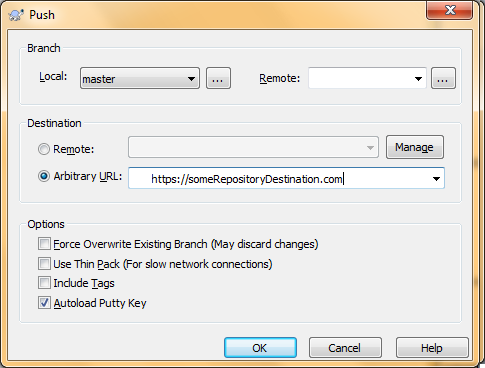 Push
Branch
Local: master ... Remote: ...
Destination
Remote: Manage
Arbitrary URL: https://someRepositoryDestination.com
Options
Force Overwrite Existing Branch (May discard changes)
Use Thin Pack (For slow network connections)
Include Tags
Autoload Putty Key
OK Cancel Help